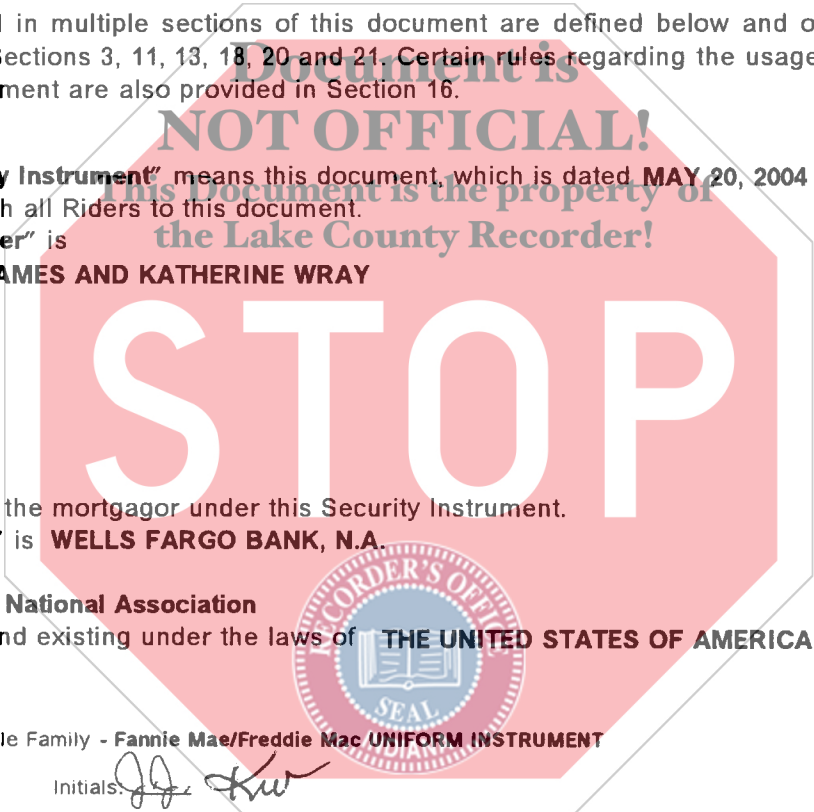 in multiple sections of this document are defined below and
Sections 3, 11, 13, 18, 20 and 21. Certain rules regarding the usage
ment are also provided in Section 16.
Document is
NOT OFFICIAL!
This Document is the property of
the Lake County Recorder!
y Instrument" means this document, which is dated MAY 20, 2004
h all Riders to this document.
er" is
AMES AND KATHERINE WRAY
STOP
the mortgagor under this Security Instrument.
" is WELLS FARGO BANK, N.A.
National Association
nd existing under the laws of THE UNITED STATES OF AMERICA
RECORDER'S OFFICE
SEAL
INDIANA
le Family - Fannie Mae/Freddie Mac UNIFORM INSTRUMENT
Initials: JJ. KW